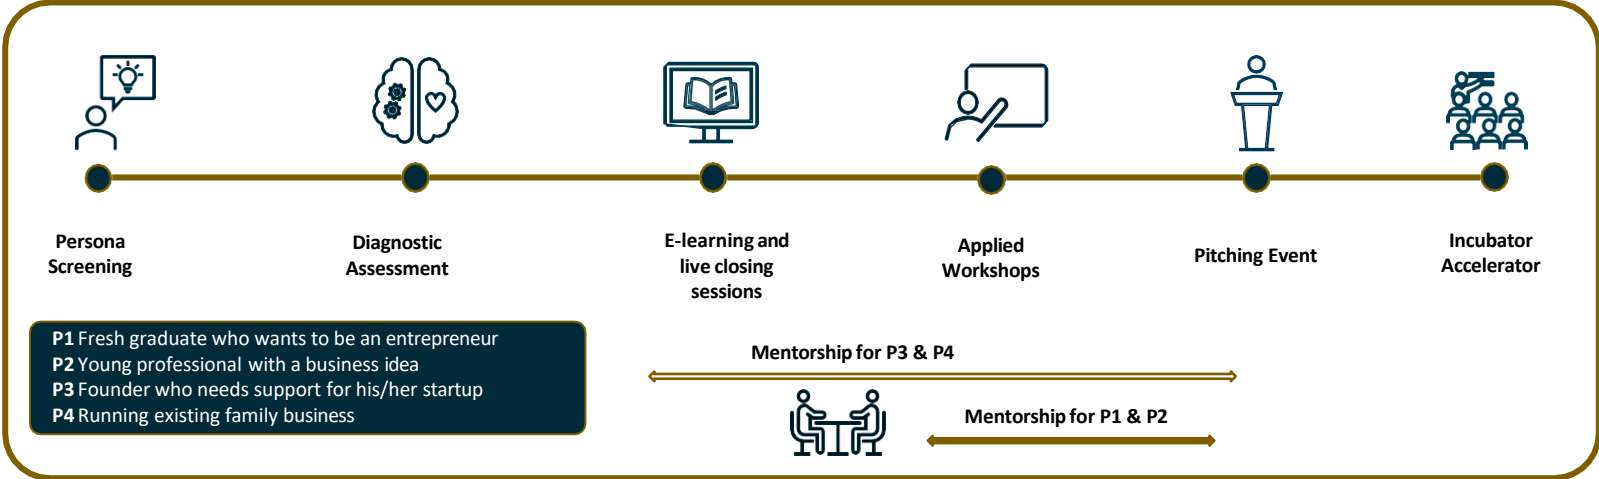 Persona
Screening
Diagnostic
Assessment
E-learning and
live closing
sessions
Applied
Workshops
Pitching Event
Incubator
Accelerator
P1 Fresh graduate who wants to be an entrepreneur
P2 Young professional with a business idea
P3 Founder who needs support for his/her startup
P4 Running existing family business
Mentorship for P3 & P4
Mentorship for P1 & P2